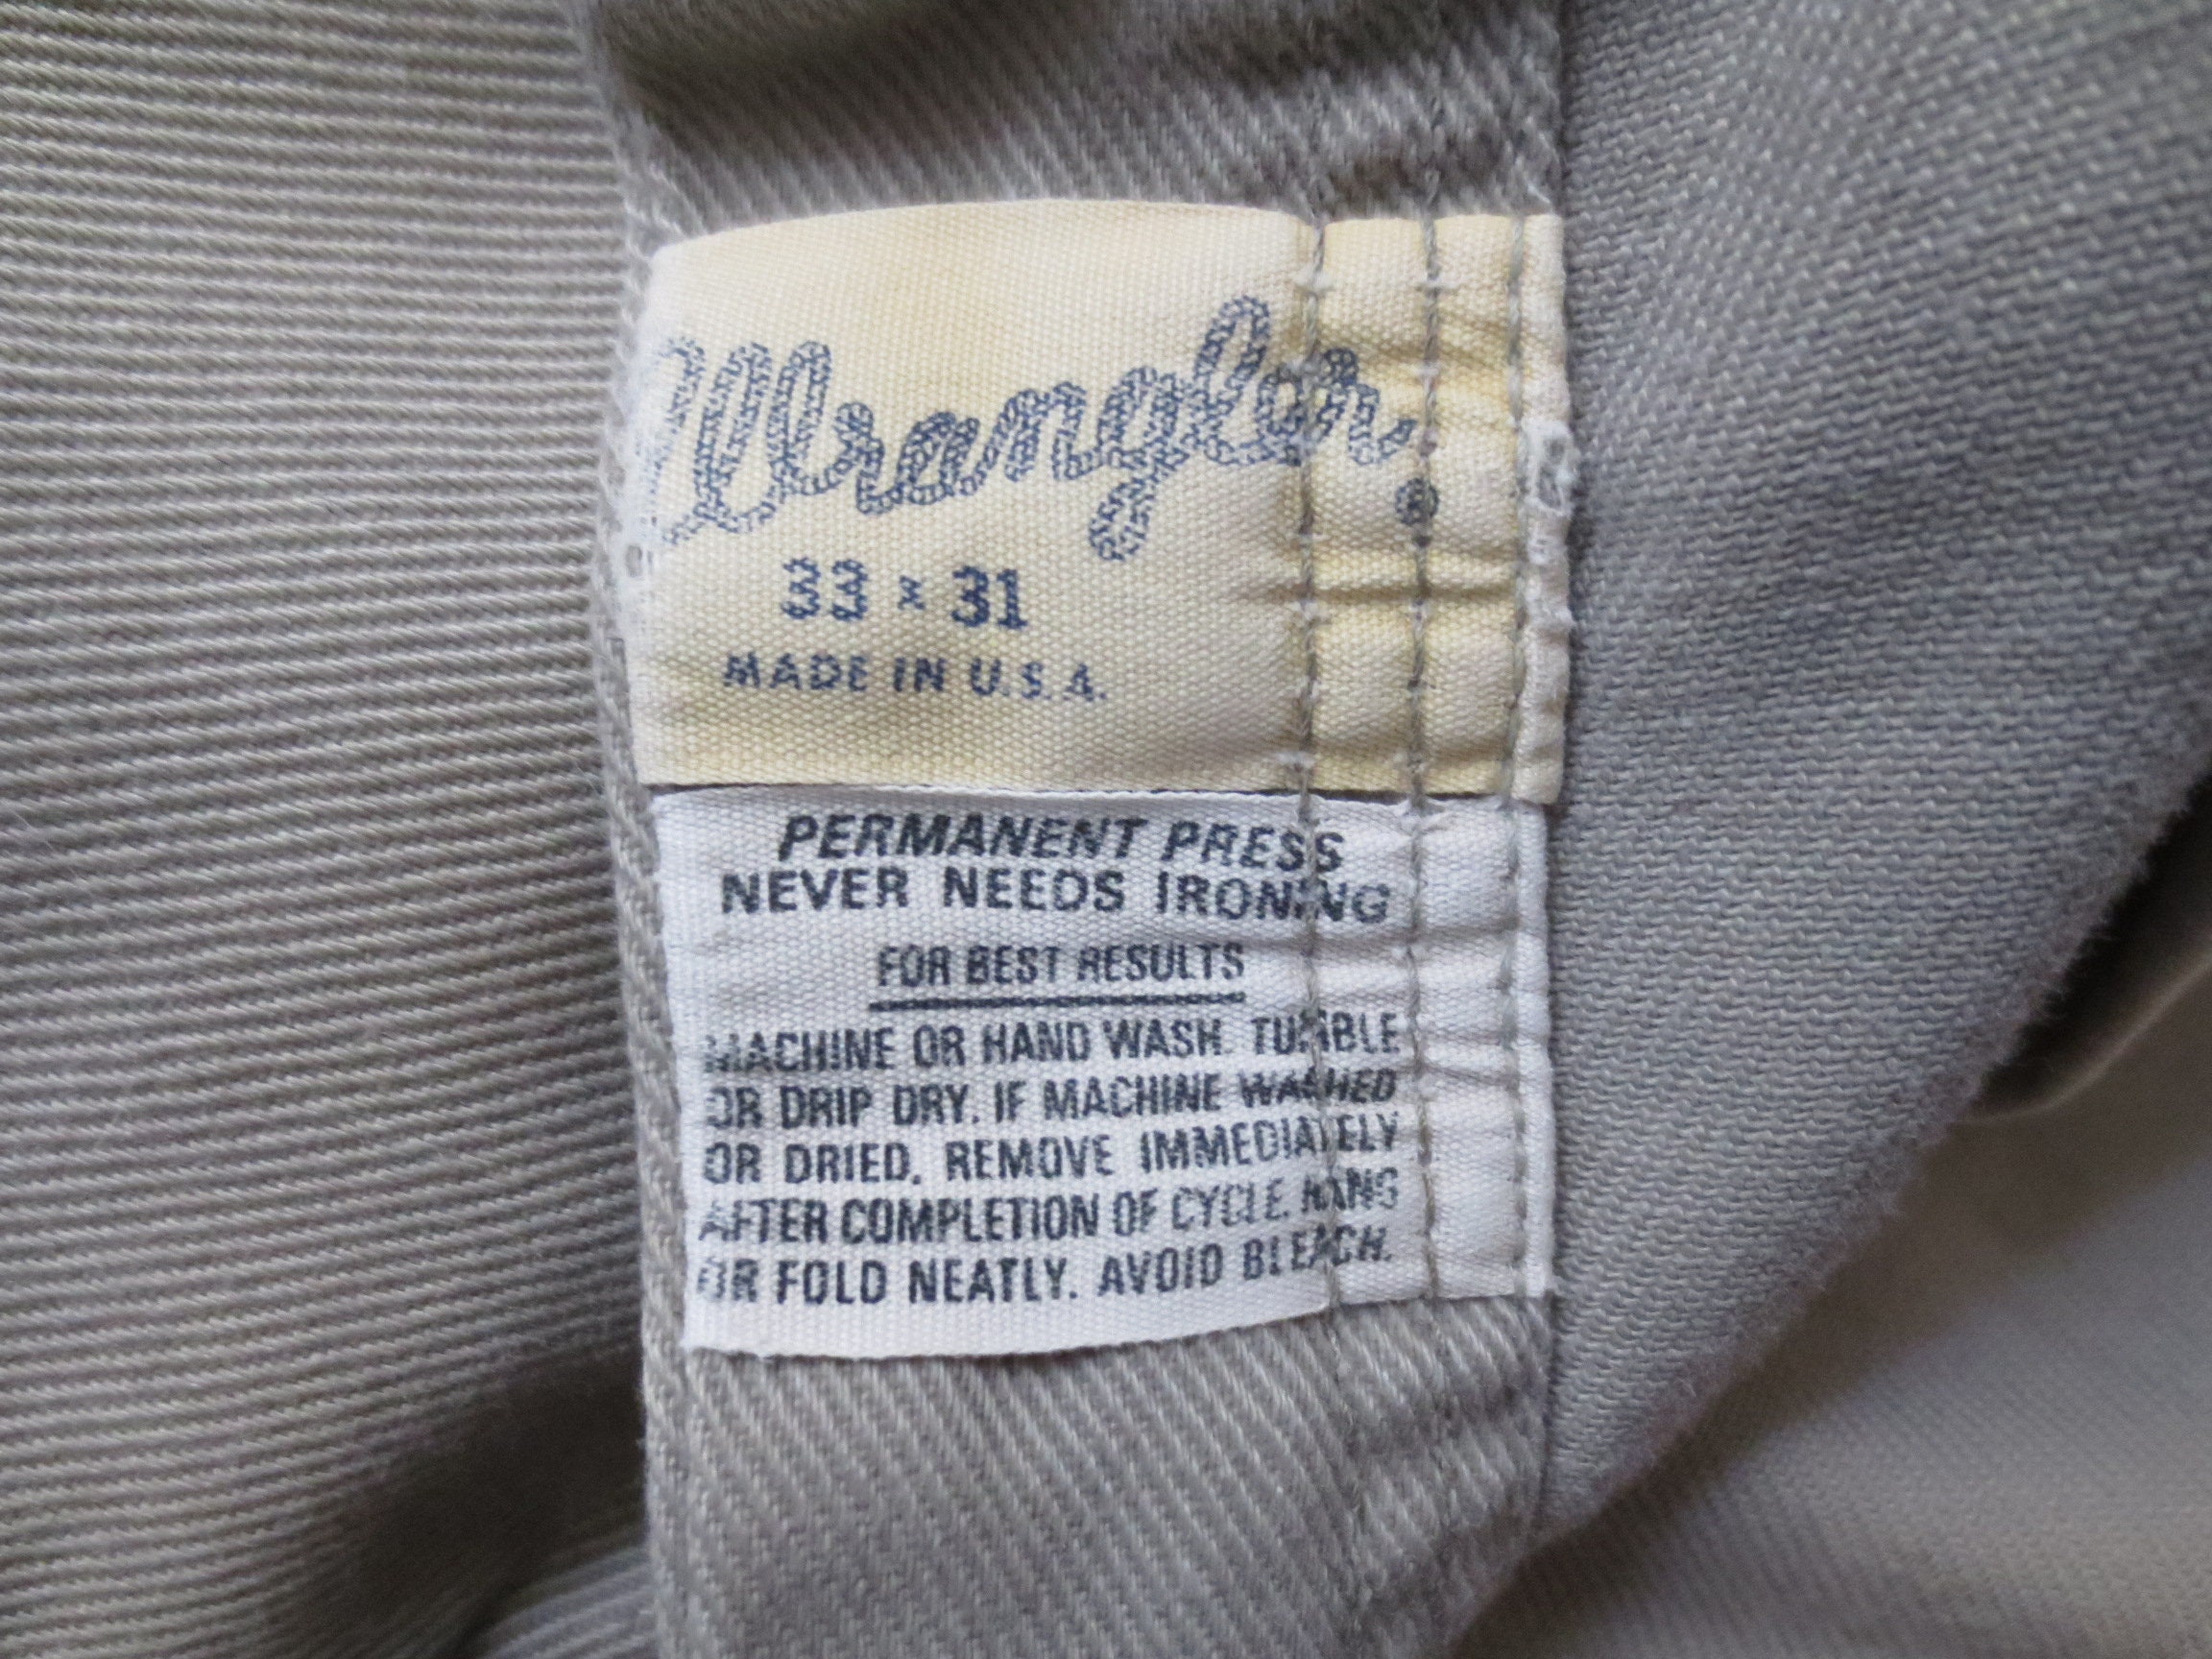 Wrangler®
33 x 31
MADE IN U.S.A.
PERMANENT PRESS
NEVER NEEDS IRONING
FOR BEST RESULTS
MACHINE OR HAND WASH. TUMBLE
OR DRIP DRY. IF MACHINE WASHED
OR DRIED, REMOVE IMMEDIATELY
AFTER COMPLETION OF CYCLE. HANG
OR FOLD NEATLY. AVOID BLEACH.